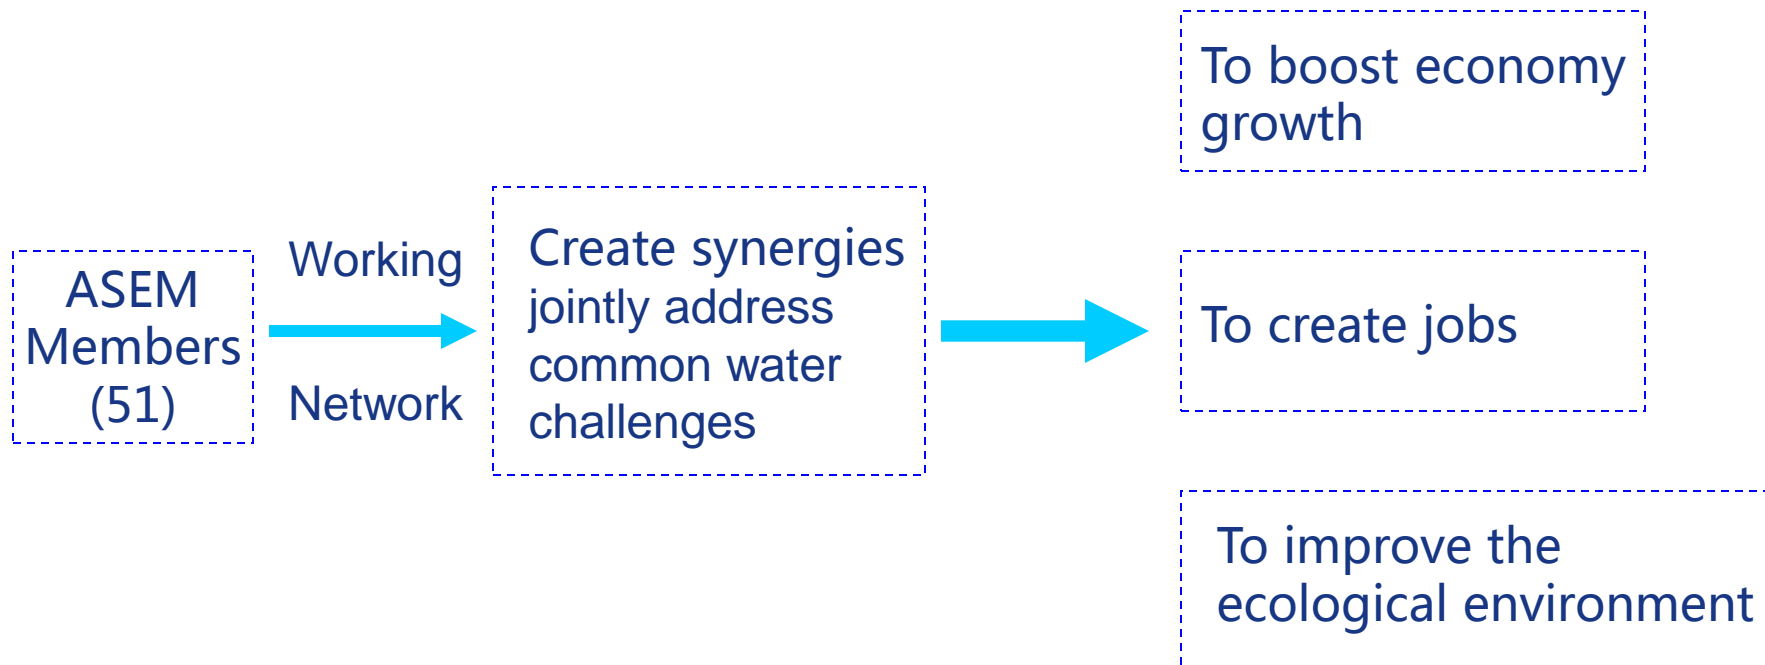 ASEM
Members
(51)
Working
Network
Create synergies
jointly address
common water
challenges
To boost economy
growth
To create jobs
To improve the
ecological environment